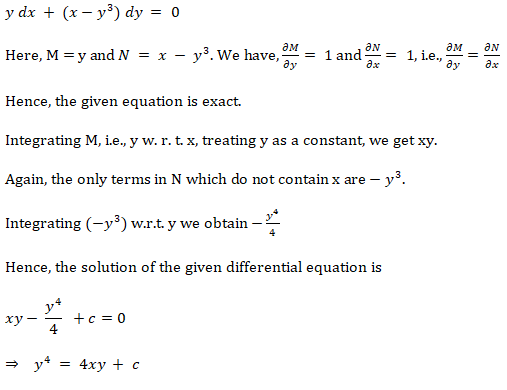 y dx + (x − y³) dy = 0
Here, M = y and N = x − y³. We have, ∂M/∂y = 1 and ∂N/∂x = 1, i.e., ∂M/∂y = ∂N/∂x
Hence, the given equation is exact.
Integrating M, i.e., y w. r. t. x, treating y as a constant, we get xy.
Again, the only terms in N which do not contain x are − y³.
Integrating (−y³) w.r.t. y we obtain − y⁴/4
Hence, the solution of the given differential equation is
xy − y⁴/4 + c = 0
⇒ y⁴ = 4xy + c